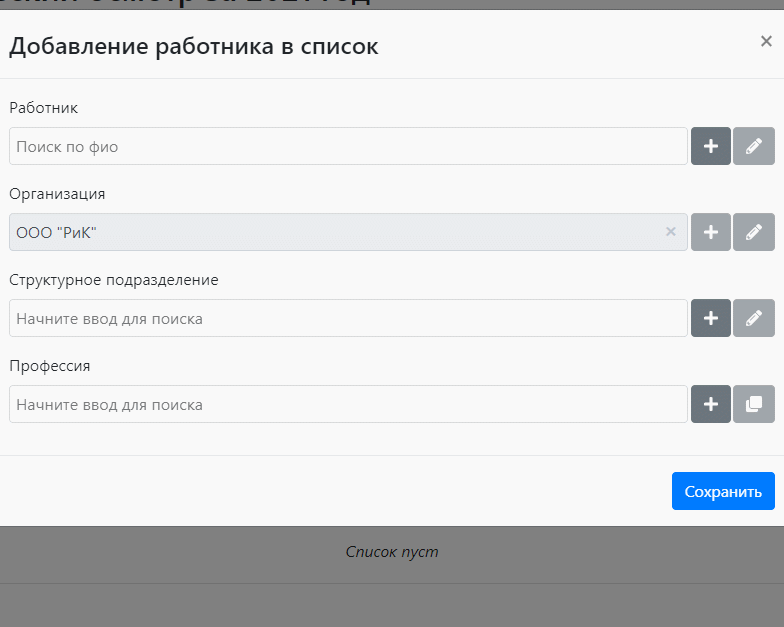 Добавление работника в список
×
Работник
Поиск по фио
Организация
ООО "РиК"
Структурное подразделение
Начните ввод для поиска
Профессия
Начните ввод для поиска
Сохранить
Список пуст